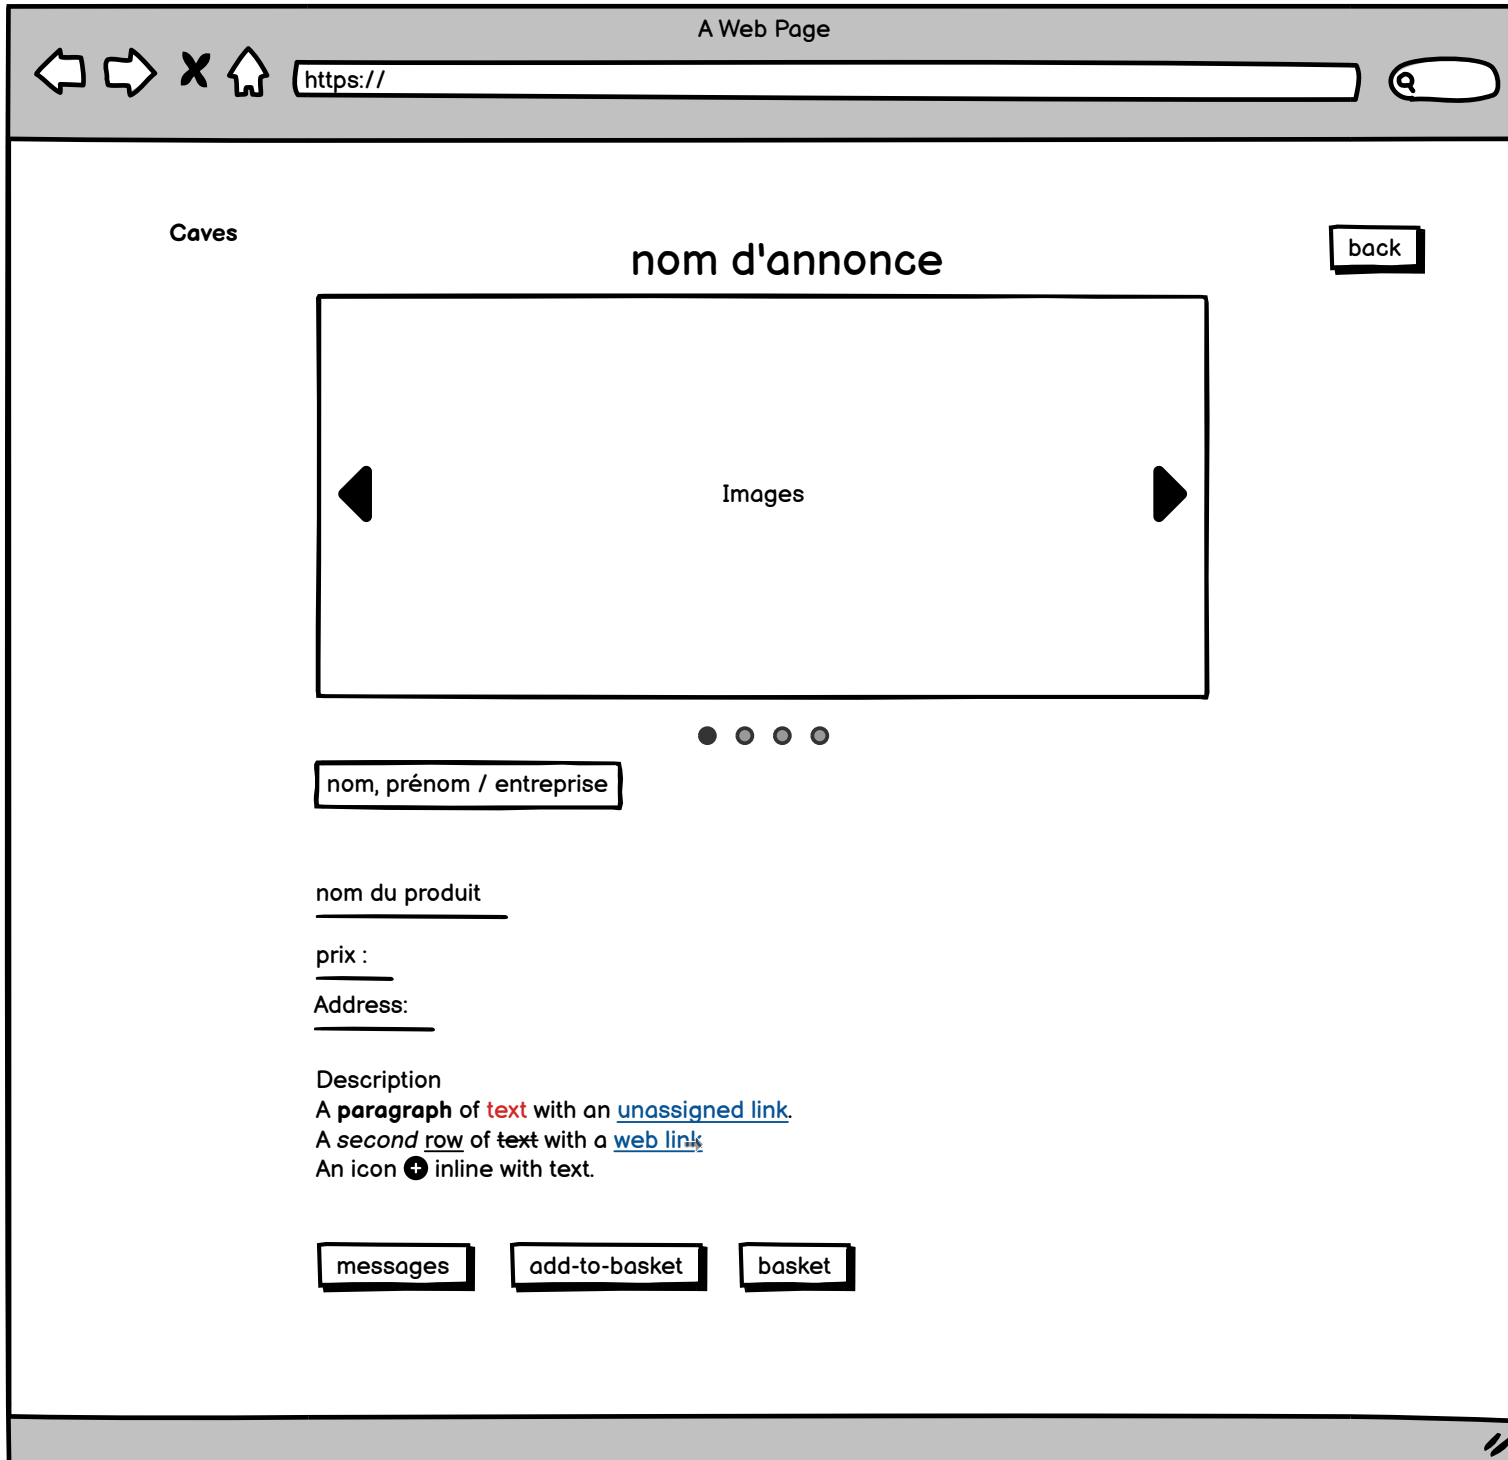 A Web Page
https://
Caves
nom d'annonce
back
Images
nom, prénom / entreprise
nom du produit
prix :
Address:
Description
A paragraph of text with an unassigned link.
A second row of text with a web link
An icon inline with text.
messages
add-to-basket
basket